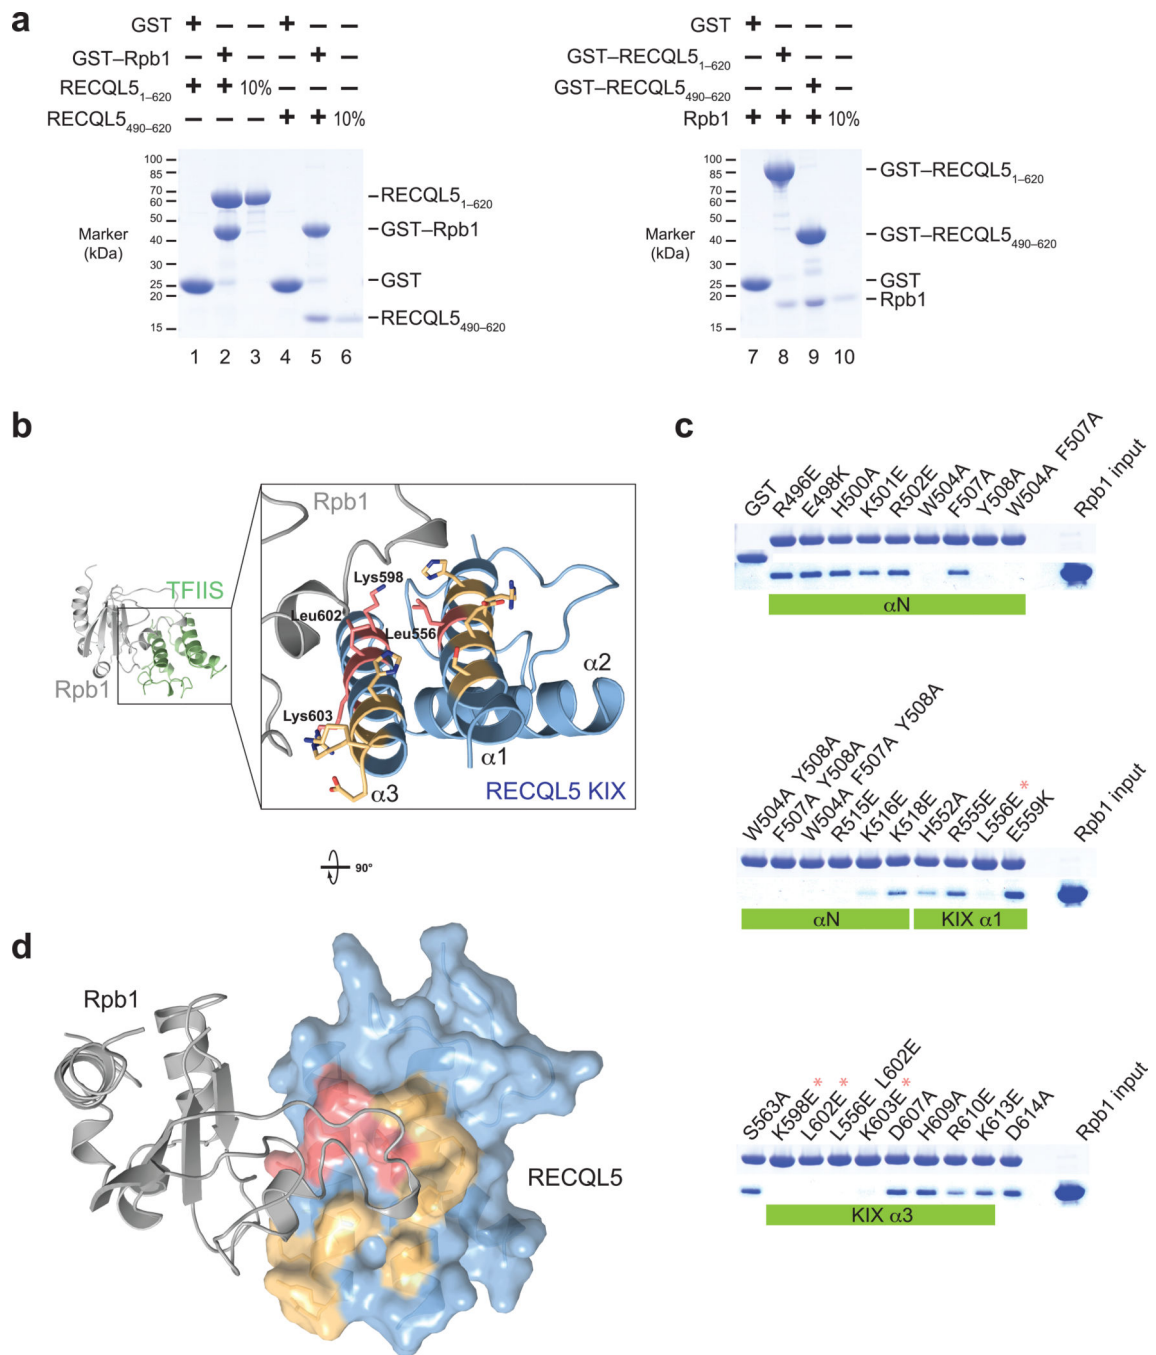 a
GST + – – + – –
GST–Rpb1 – + – – + –
RECQL5₁₋₆₂₀ + + 10% – – –
RECQL5₄₉₀₋₆₂₀ – – – + + 10%
Marker (kDa)
100
85
70
60
50
40
30
25
20
15
RECQL5₁₋₆₂₀
GST–Rpb1
GST
RECQL5₄₉₀₋₆₂₀
1 2 3 4 5 6
GST + – – –
GST–RECQL5₁₋₆₂₀ – + – –
GST–RECQL5₄₉₀₋₆₂₀ – – + –
Rpb1 + + + 10%
Marker (kDa)
100
85
70
60
50
40
30
25
20
15
GST–RECQL5₁₋₆₂₀
GST–RECQL5₄₉₀₋₆₂₀
GST
Rpb1
7 8 9 10
b
TFIIS
Rpb1
Rpb1
Lys598
Leu602
Leu556
Lys603
α2
α1
α3
RECQL5 KIX
90°
c
GST
R496E
E498K
H500A
K501E
R502E
W504A
F507A
Y508A
W504A F507A
Rpb1 input
αN
W504A Y508A
F507A Y508A
W504A F507A Y508A
R515E
K516E
K518E
H552A
R555E
L556E *
E559K
Rpb1 input
αN
KIX α1
S563A
K598E *
L602E *
L556E L602E
K603E *
D607A
H609A
R610E
K613E
D614A
Rpb1 input
KIX α3
d
Rpb1
RECQL5